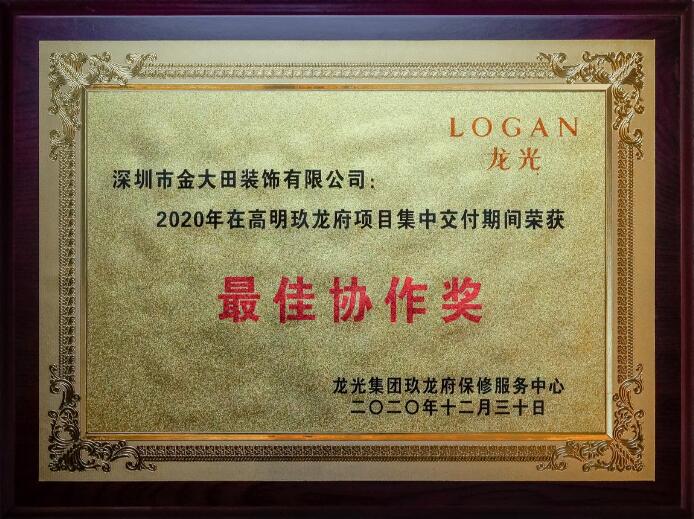 LOGAN
龙光
深圳市金大田装饰有限公司：
2020年在高明玖龙府项目集中交付期间荣获
最佳协作奖
龙光集团玖龙府保修服务中心
二〇二〇年十二月三十日